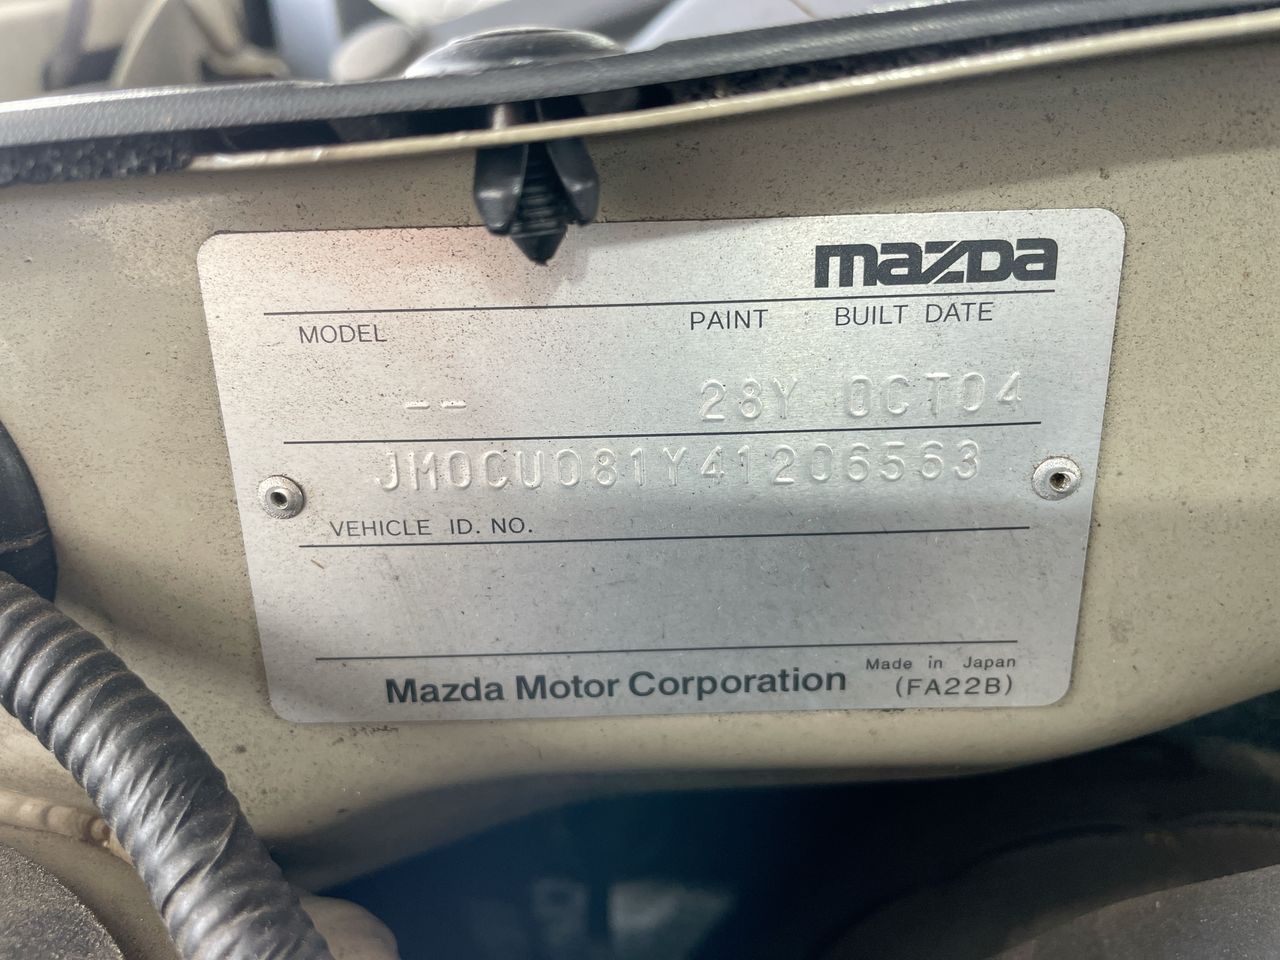 mazda
MODEL PAINT BUILT DATE
-- 28Y OCT04
JM0CU081Y41206563
VEHICLE ID. NO.
Mazda Motor Corporation Made in Japan
(FA22B)